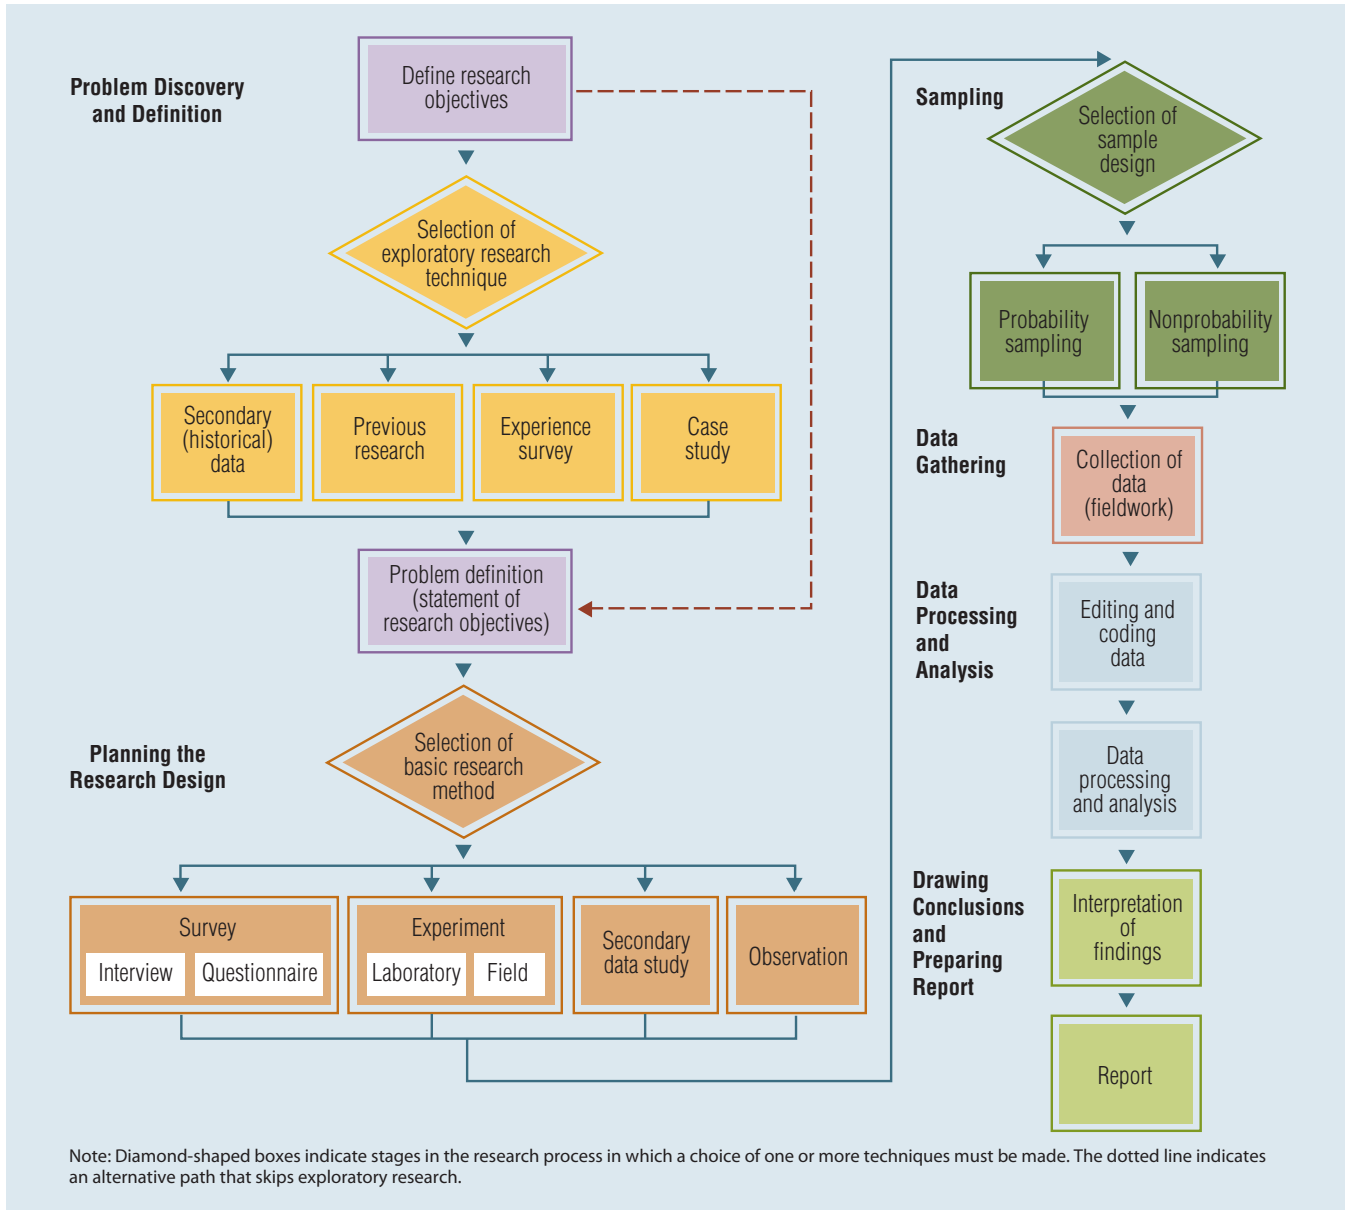 Problem Discovery
and Definition
Define research
objectives
Selection of
exploratory research
technique
Secondary
(historical)
data
Previous
research
Experience
survey
Case
study
Problem definition
(statement of
research objectives)
Planning the
Research Design
Selection of
basic research
method
Survey
Interview
Questionnaire
Experiment
Laboratory
Field
Secondary
data study
Observation
Sampling
Selection of
sample
design
Probability
sampling
Nonprobability
sampling
Data
Gathering
Collection of
data
(fieldwork)
Data
Processing
and
Analysis
Editing and
coding
data
Data
processing
and analysis
Drawing
Conclusions
and
Preparing
Report
Interpretation
of
findings
Report
Note: Diamond-shaped boxes indicate stages in the research process in which a choice of one or more techniques must be made. The dotted line indicates
an alternative path that skips exploratory research.